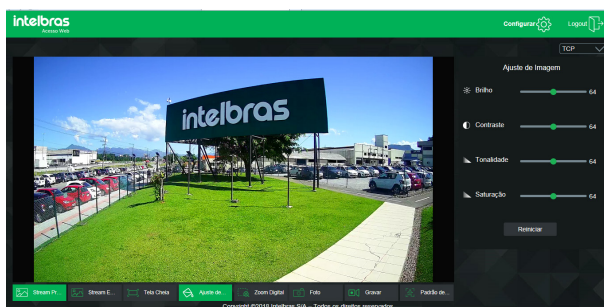 intelbras
Acesso Web
Configurar
Logout
TCP
Ajuste de Imagem
Brilho 64
Contraste 64
Tonalidade 64
Saturação 64
Reiniciar
intelbras
Stream Pr...
Stream E...
Tela Cheia
Ajuste de...
Zoom Digital
Foto
Gravar
Padrão de...
Copyright ©2019 Intelbras S/A – Todos os direitos reservados